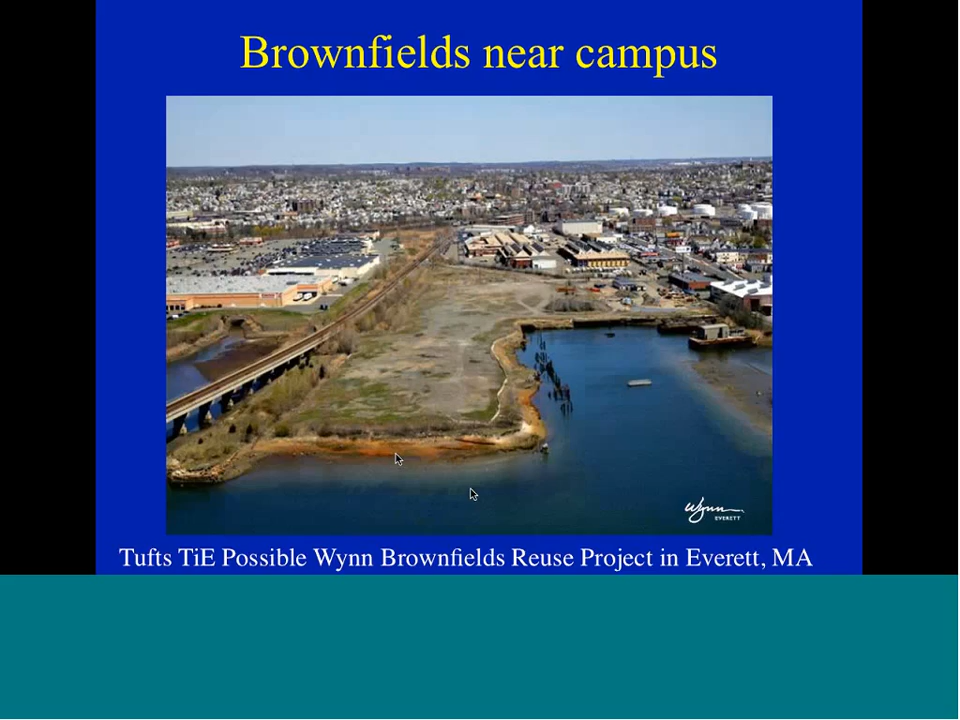 Brownfields near campus
Wynn
EVERETT
Tufts TiE Possible Wynn Brownfields Reuse Project in Everett, MA